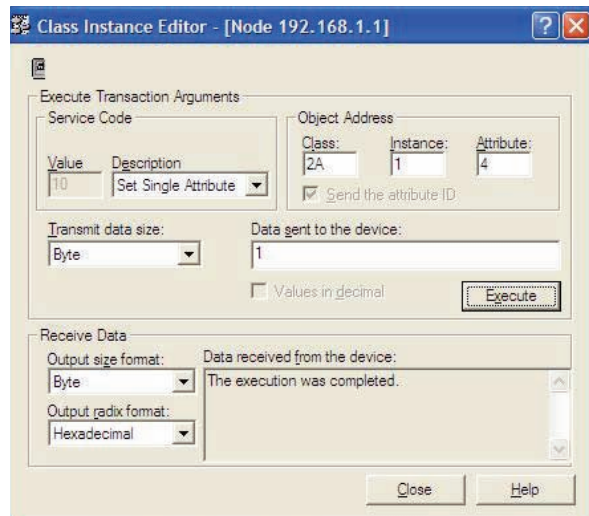 Class Instance Editor - [Node 192.168.1.1]
Execute Transaction Arguments
Service Code
Object Address
Value
Description
Class:
Instance:
Attribute:
10
Set Single Attribute
2A
1
4
Send the attribute ID
Transmit data size:
Data sent to the device:
Byte
1
Values in decimal
Execute
Receive Data
Output size format:
Data received from the device:
Byte
The execution was completed.
Output radix format:
Hexadecimal
Close
Help